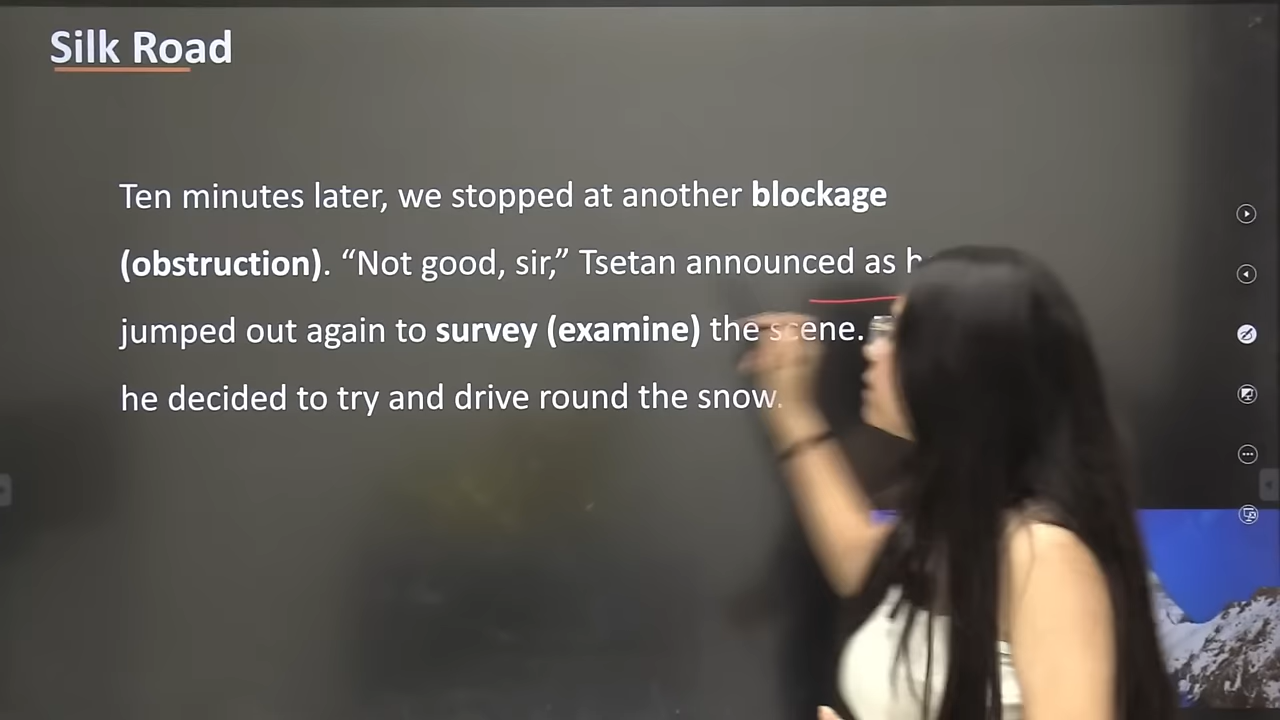 Silk Road
Ten minutes later, we stopped at another blockage
(obstruction). “Not good, sir,” Tsetan announced as
jumped out again to survey (examine) the scene.
he decided to try and drive round the snow.